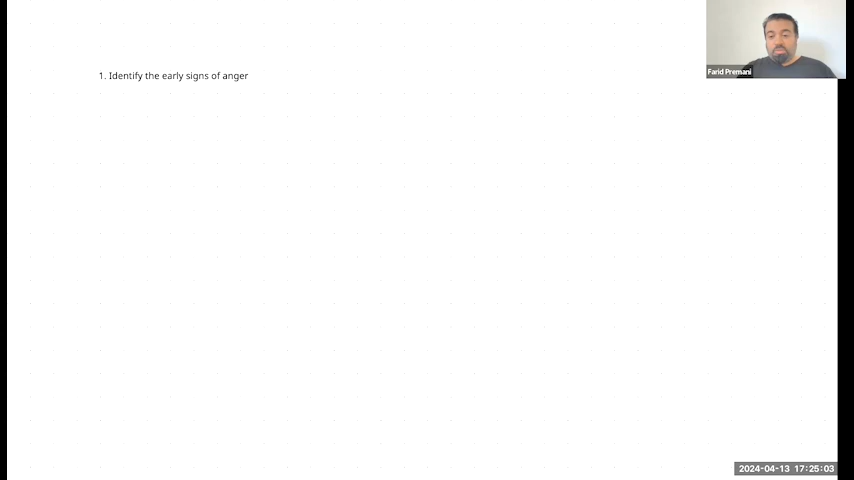 1. Identify the early signs of anger
Farid Premani
2024-04-13 17:25:03